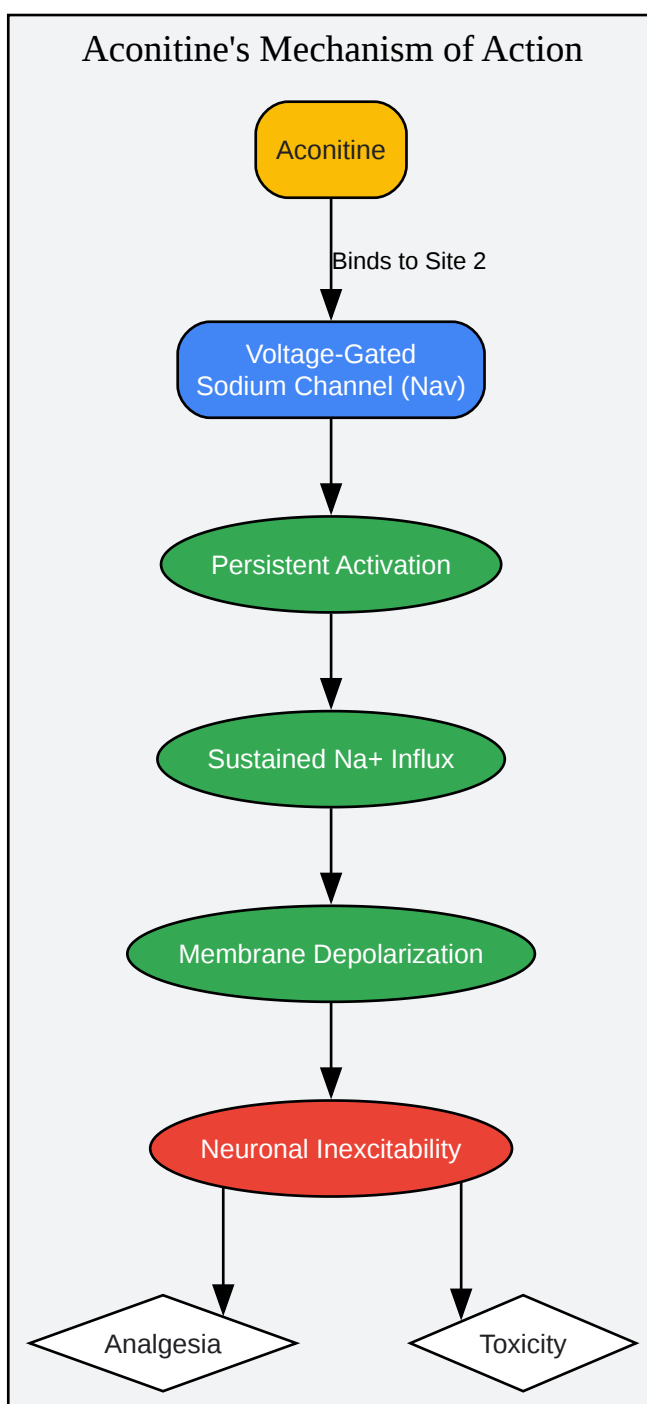 Aconitine's Mechanism of Action
Aconitine
Binds to Site 2
Voltage-Gated
Sodium Channel (Nav)
Persistent Activation
Sustained Na+ Influx
Membrane Depolarization
Neuronal Inexcitability
Analgesia
Toxicity